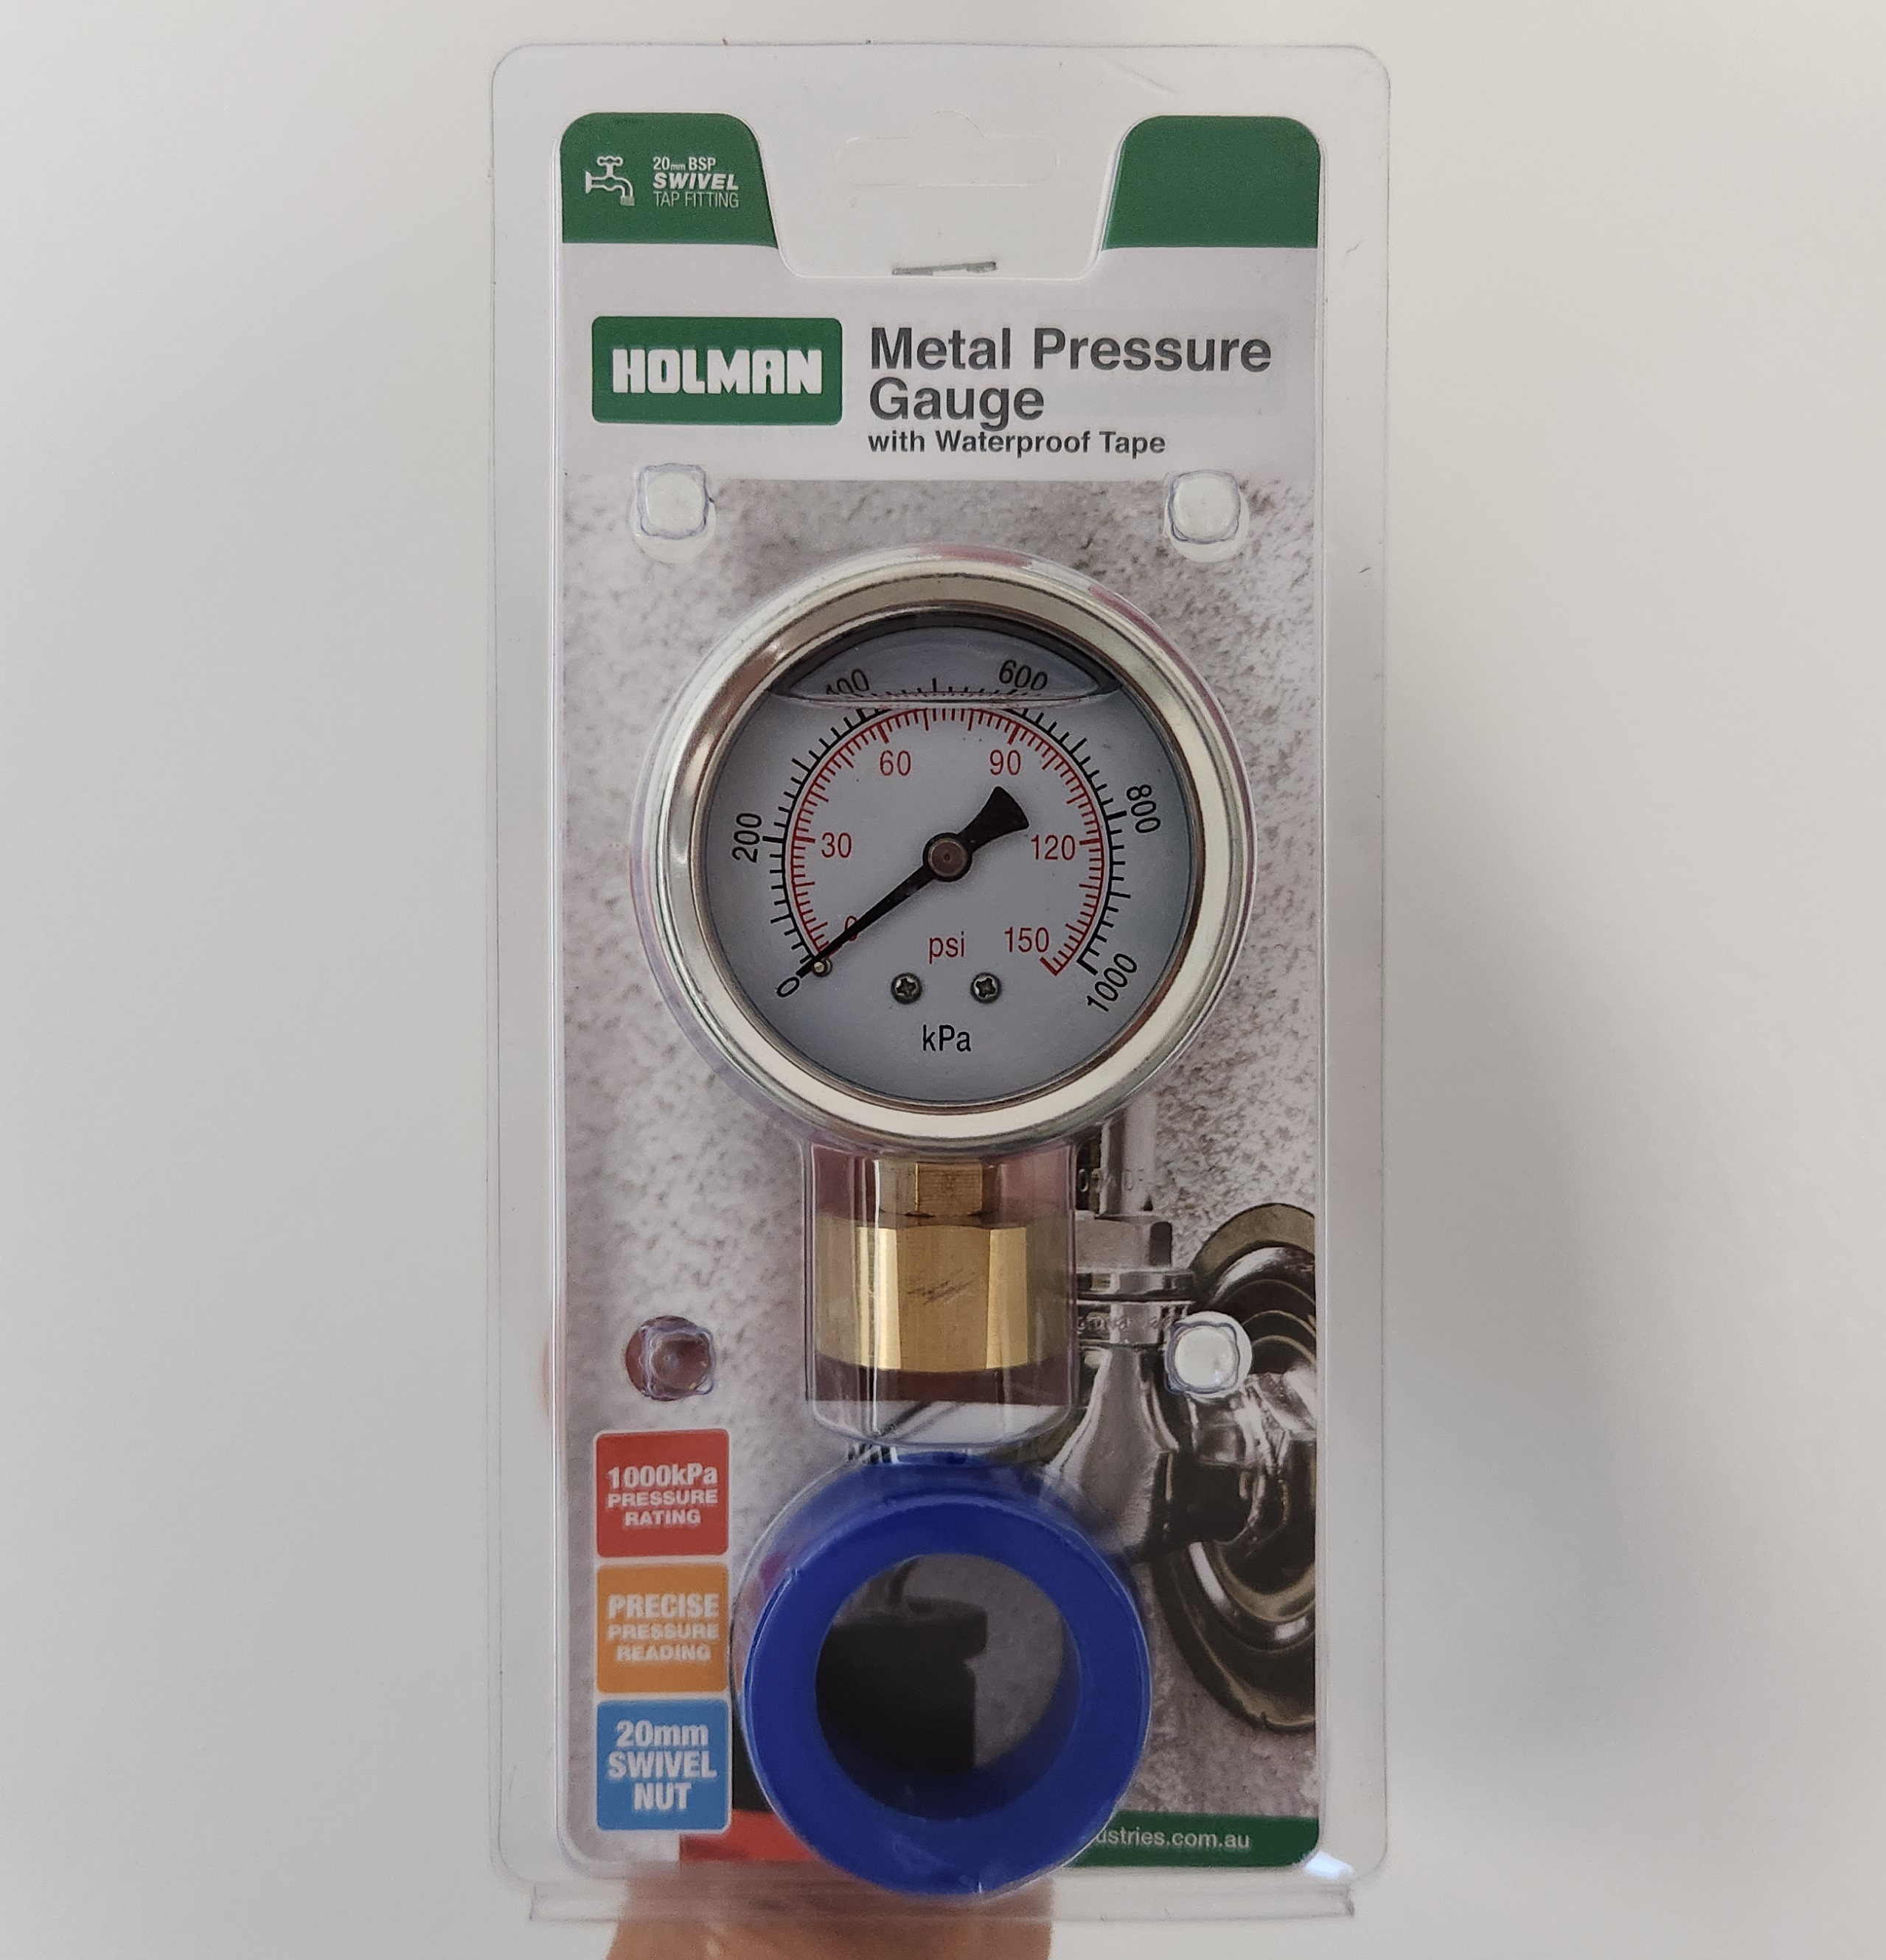 20mm BSP
SWIVEL
TAP FITTING
HOLMAN
Metal Pressure
Gauge
with Waterproof Tape
400
600
60
90
200
800
30
120
0
psi
150
0
1000
kPa
1000kPa
PRESSURE
RATING
PRECISE
PRESSURE
READING
20mm
SWIVEL
NUT
ustries.com.au